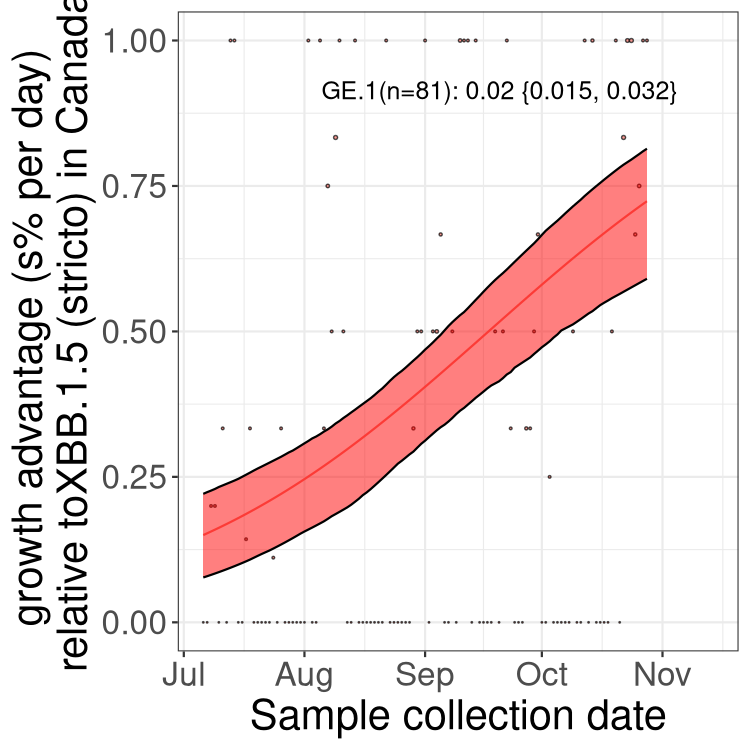 growth advantage (s% per day)
relative toXBB.1.5 (stricto) in Canada
1.00
0.75
0.50
0.25
0.00
GE.1(n=81): 0.02 {0.015, 0.032}
Jul Aug Sep Oct Nov
Sample collection date